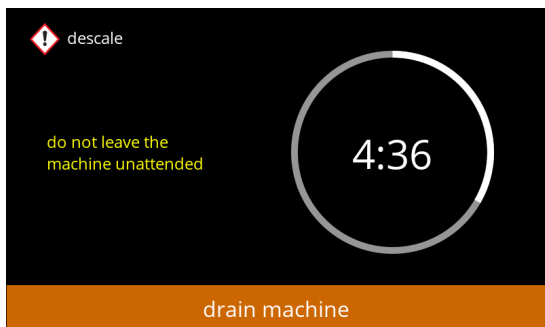 descale
do not leave the
machine unattended
4:36
drain machine